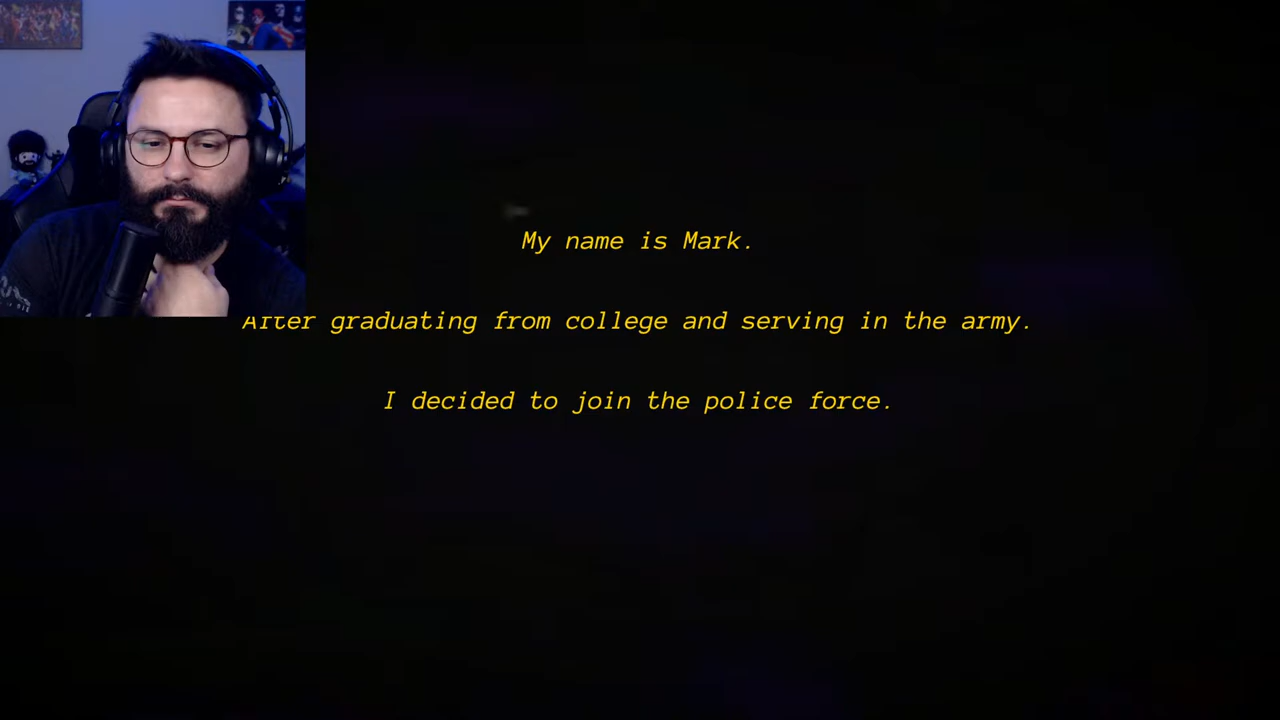 My name is Mark.
After graduating from college and serving in the army.
I decided to join the police force.